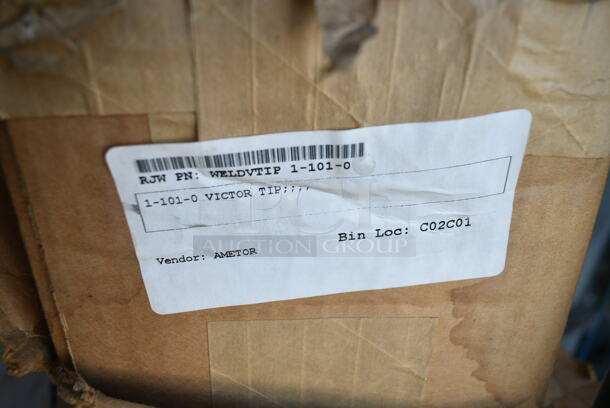 RJW PN: WELDVTIP 1-101-0
1-101-0 VICTOR TIP;;;;
AUCTION GROUP
Bin Loc: C02C01
Vendor: AMETOR